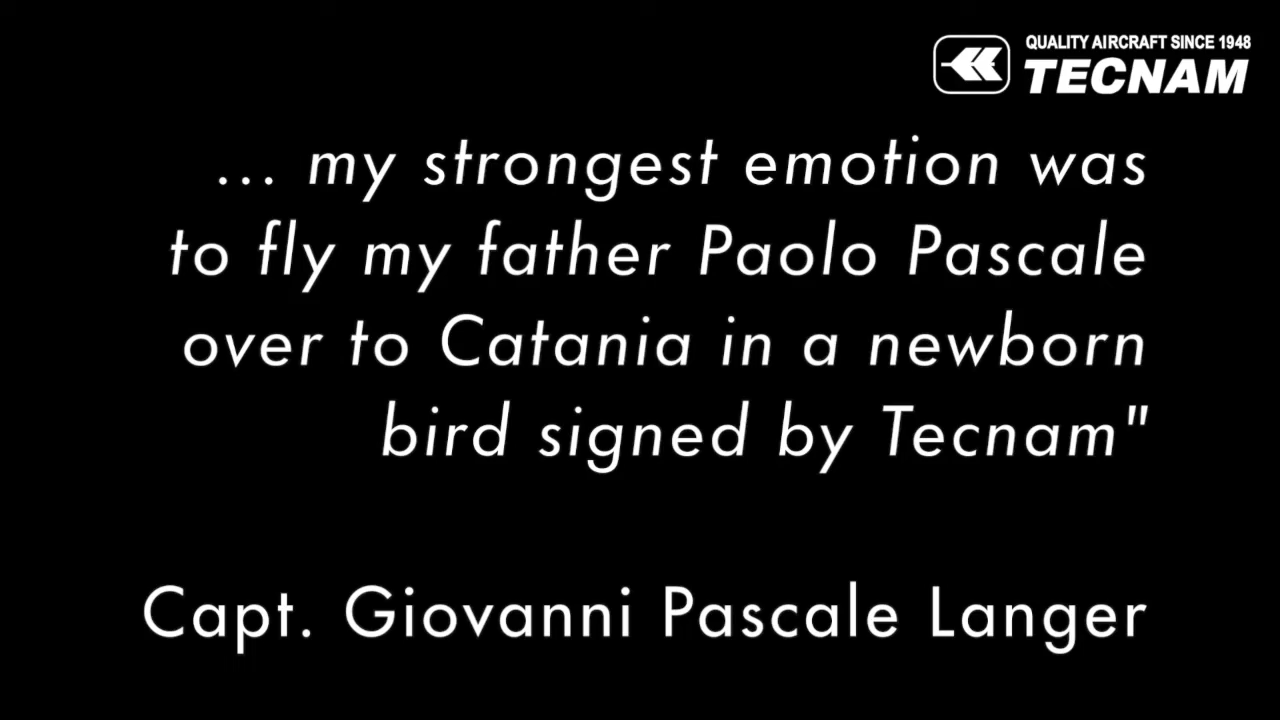 QUALITY AIRCRAFT SINCE 1948
TECNAM
... my strongest emotion was
to fly my father Paolo Pascale
over to Catania in a newborn
bird signed by Tecnam"
Capt. Giovanni Pascale Langer